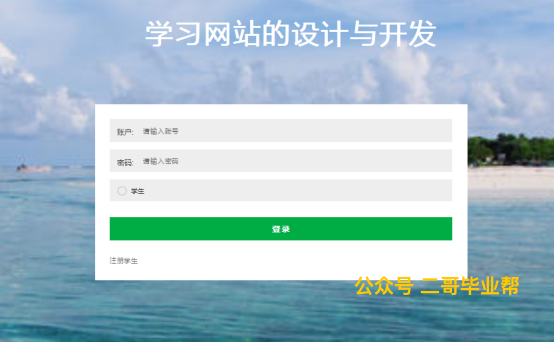 学习网站的设计与开发
账户: 请输入账号
密码: 请输入密码
学生
登录
注册学生
公众号 二哥毕业帮